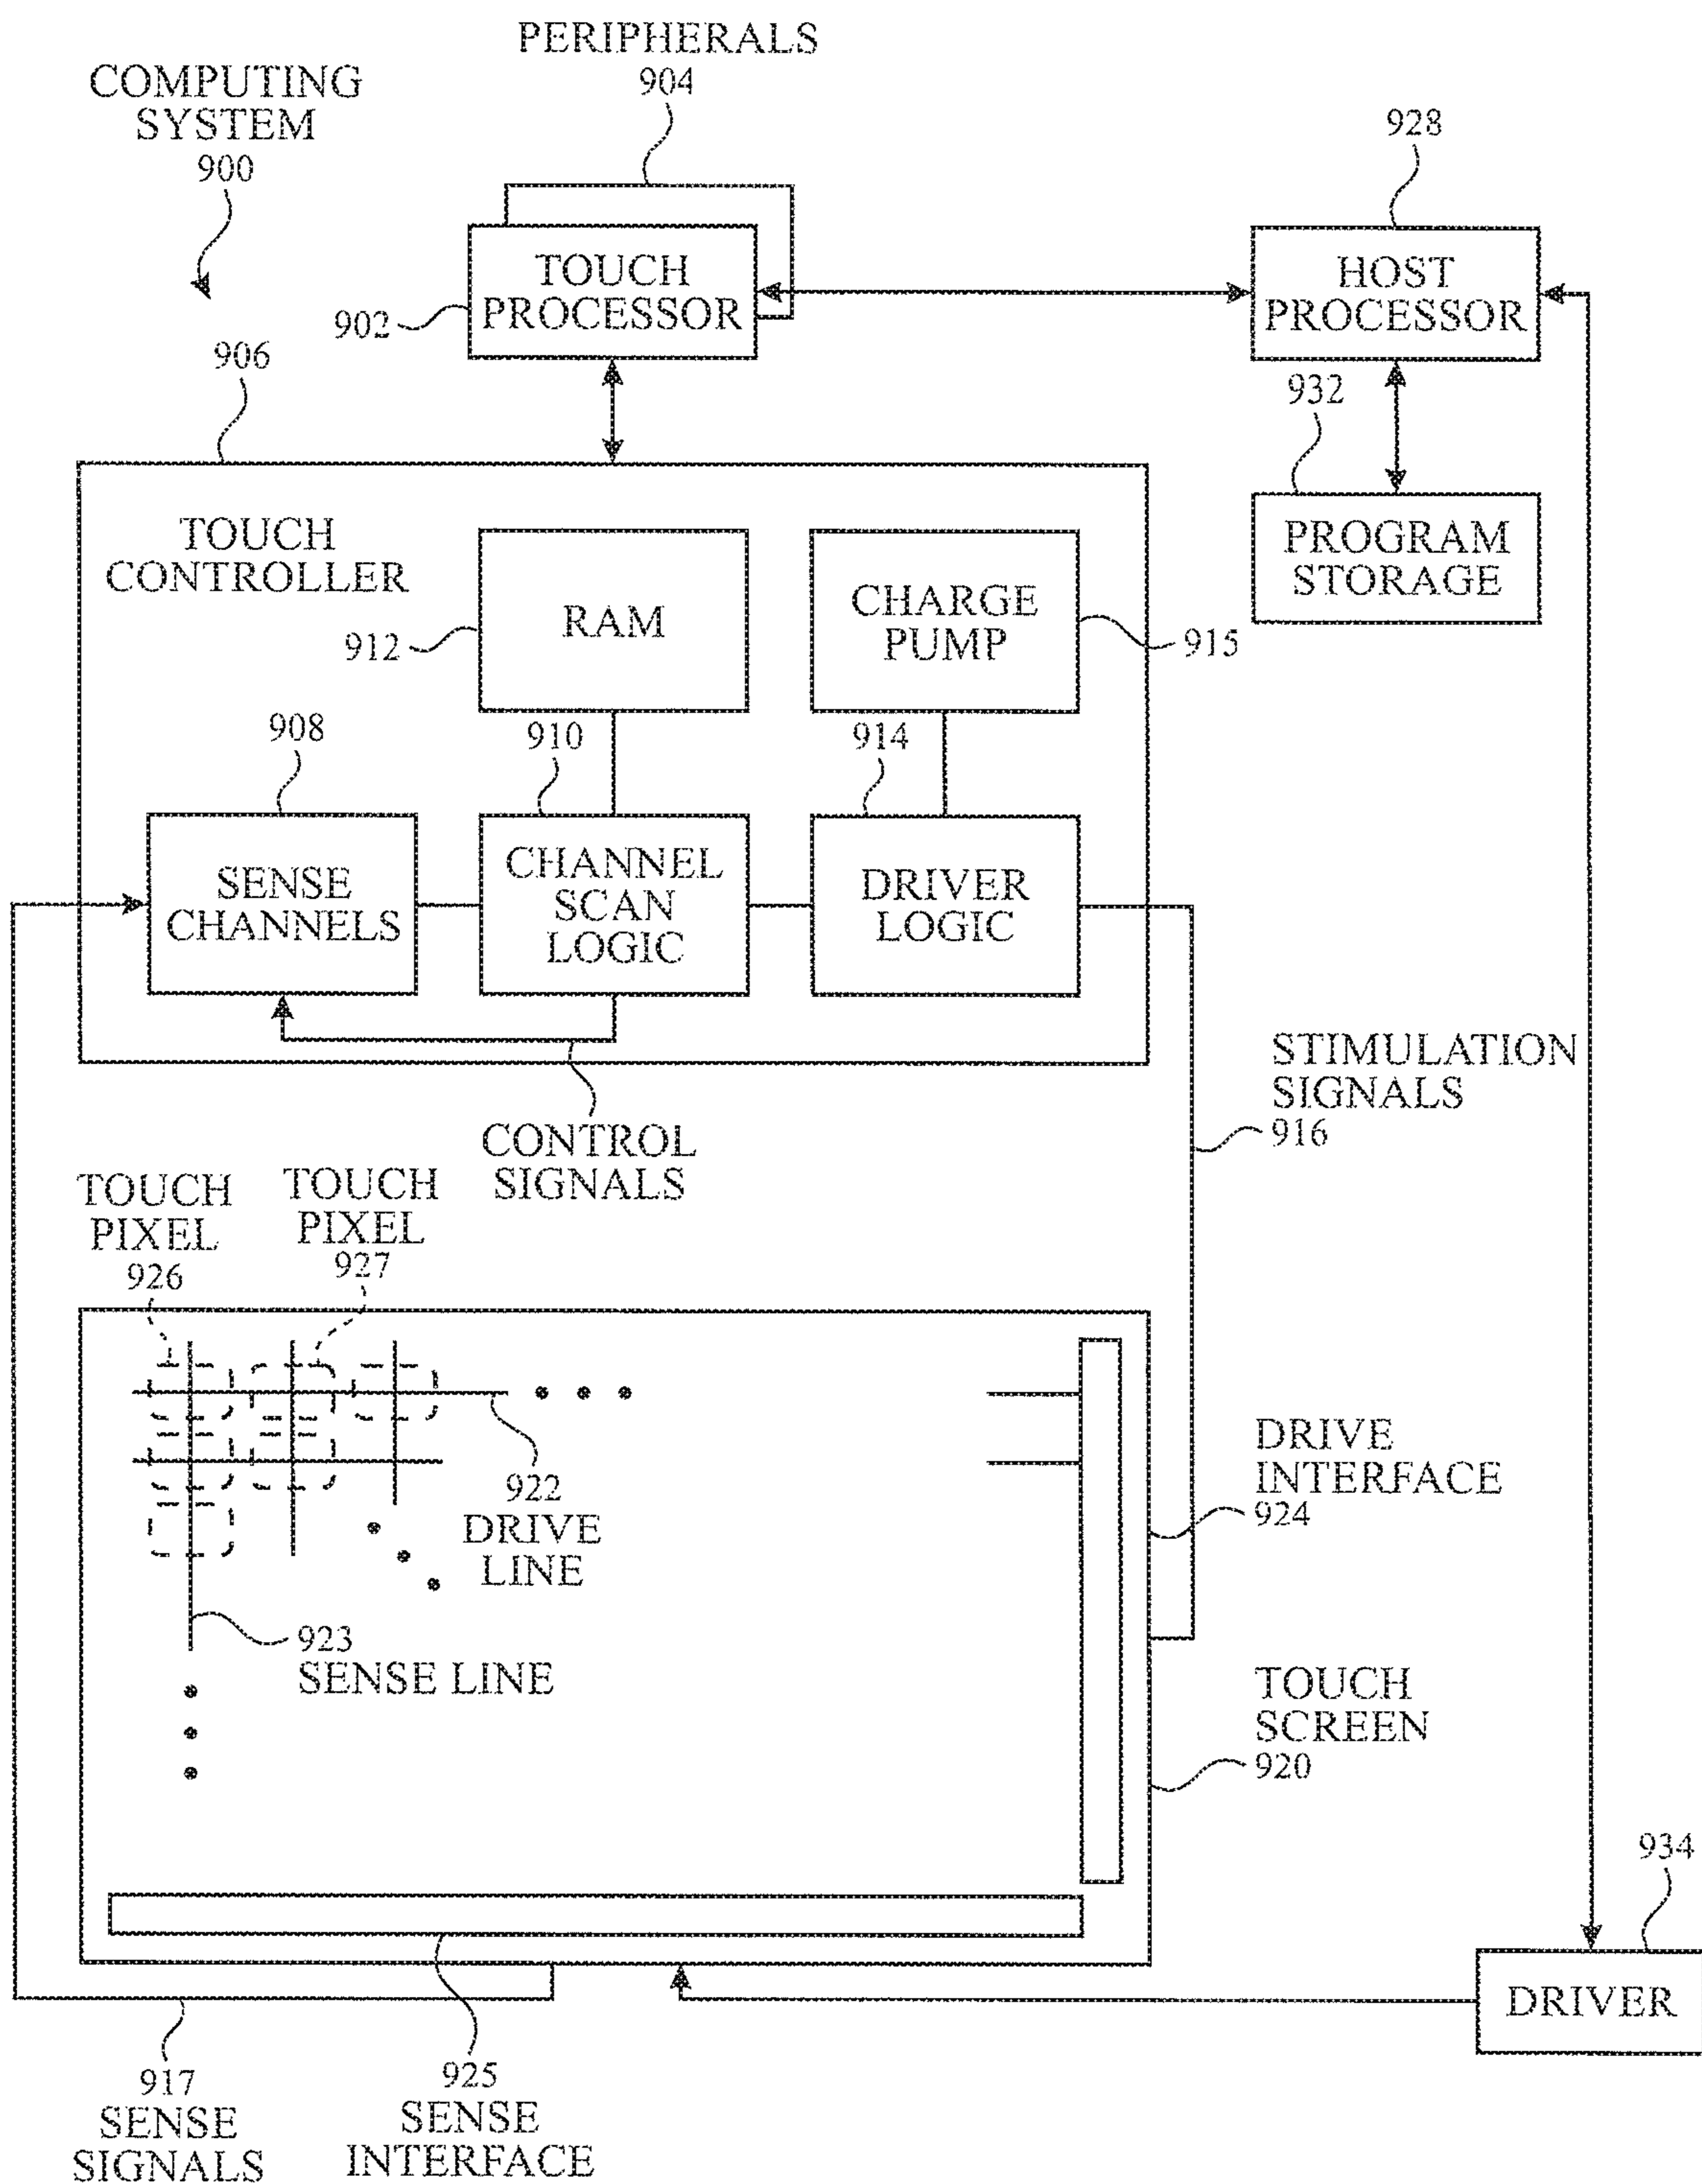 PERIPHERALS
904
COMPUTING
SYSTEM
900
928
TOUCH
PROCESSOR
902
HOST
PROCESSOR
906
932
PROGRAM
STORAGE
TOUCH
CONTROLLER
RAM
912
CHARGE
PUMP
915
908
910
914
SENSE
CHANNELS
CHANNEL
SCAN
LOGIC
DRIVER
LOGIC
STIMULATION
SIGNALS
916
CONTROL
SIGNALS
TOUCH
PIXEL
926
TOUCH
PIXEL
927
922
DRIVE
LINE
DRIVE
INTERFACE
924
923
SENSE LINE
TOUCH
SCREEN
920
934
DRIVER
917
SENSE
SIGNALS
925
SENSE
INTERFACE